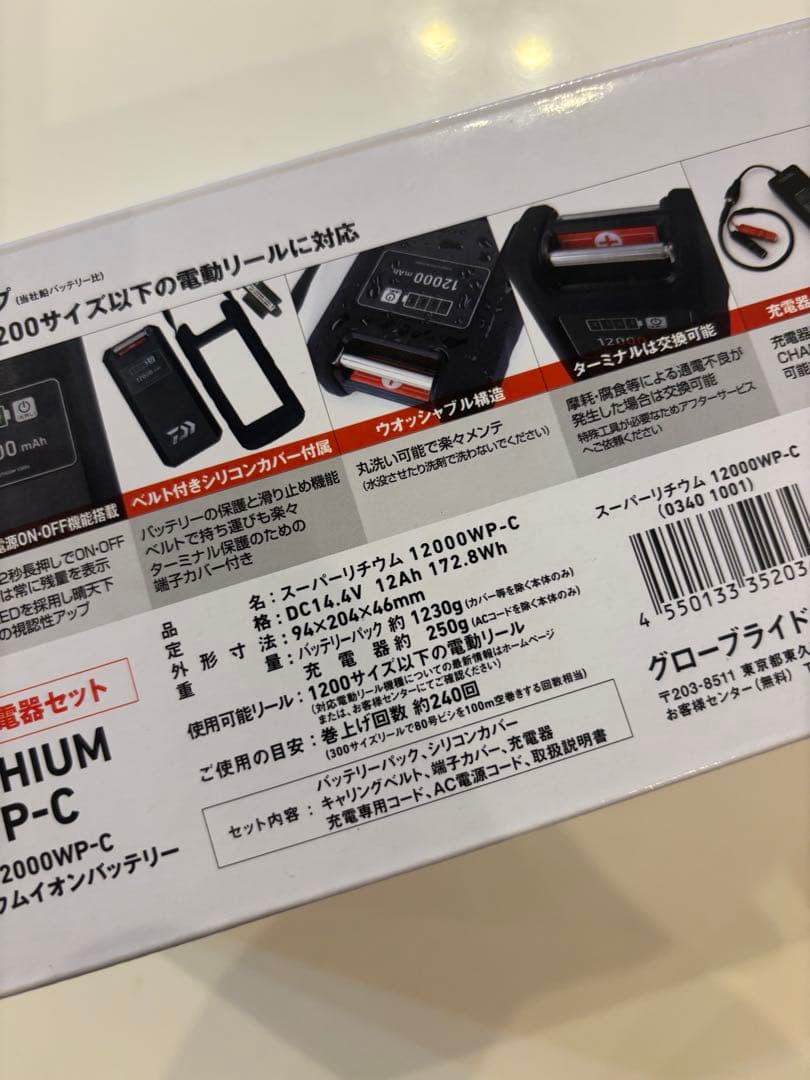 プ(当社船バッテリー比)
200サイズ以下の電動リールに対応
00 mAh
電源ON・OFF機能搭載
2秒長押しでON・OFF
は常に残量を表示
EDを採用し晴天下
の視認性アップ
ベルト付きシリコンカバー付属
バッテリーの保護と滑り止め機能
ベルトで持ち運びも楽々
ターミナル保護のための
端子カバー付き
12000 mAh
ウオッシャブル構造
丸洗い可能で楽々メンテ
(水没させたり洗剤で洗わないでください)
ターミナルは交換可能
摩耗・腐食等による通電不良が
発生した場合は交換可能
特殊工具が必要なためアフターサービス
へご依頼ください
充電器
充電器
CHA
可能
品名:スーパーリチウム 12000WP-C
定格:DC14.4V 12Ah 172.8Wh
外形寸法:94×204×46mm
重量:バッテリーパック 約1230g(カバー等を除く本体のみ)
充電器 約250g(ACコードを除く本体のみ)
使用可能リール:1200サイズ以下の電動リール
(対応電動リール機種についての最新情報はホームページ
または、お客様センターにてご確認ください)
ご使用の目安:巻上げ回数 約240回
(300サイズリールで80号ビシを100m空巻きする回数相当)
セット内容:バッテリーパック、シリコンカバー
キャリングベルト、端子カバー、充電器
充電専用コード、AC電源コード、取扱説明書
スーパーリチウム 12000WP-C
(0340 1001)
4 550133 35203
グローブライド
〒203-8511 東京都東久
お客様センター(無料)
電器セット
HIUM
P-C
2000WP-C
ウムイオンバッテリー